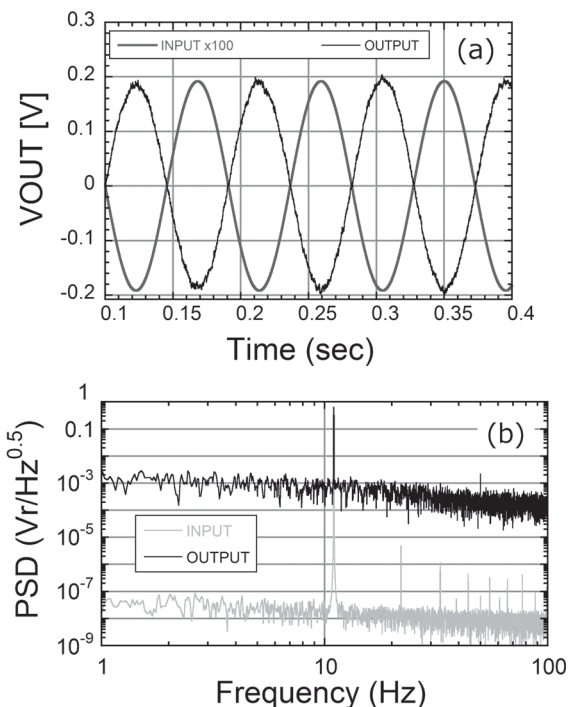 0.3
INPUT x100 OUTPUT (a)
0.2
0.1
0
-0.1
-0.2
VOUT [V]
0.1 0.15 0.2 0.25 0.3 0.35 0.4
Time (sec)
1
0.1
10⁻³
10⁻⁵
10⁻⁷
10⁻⁹
PSD (Vr/Hz⁰·⁵)
(b)
INPUT
OUTPUT
1 10 100
Frequency (Hz)